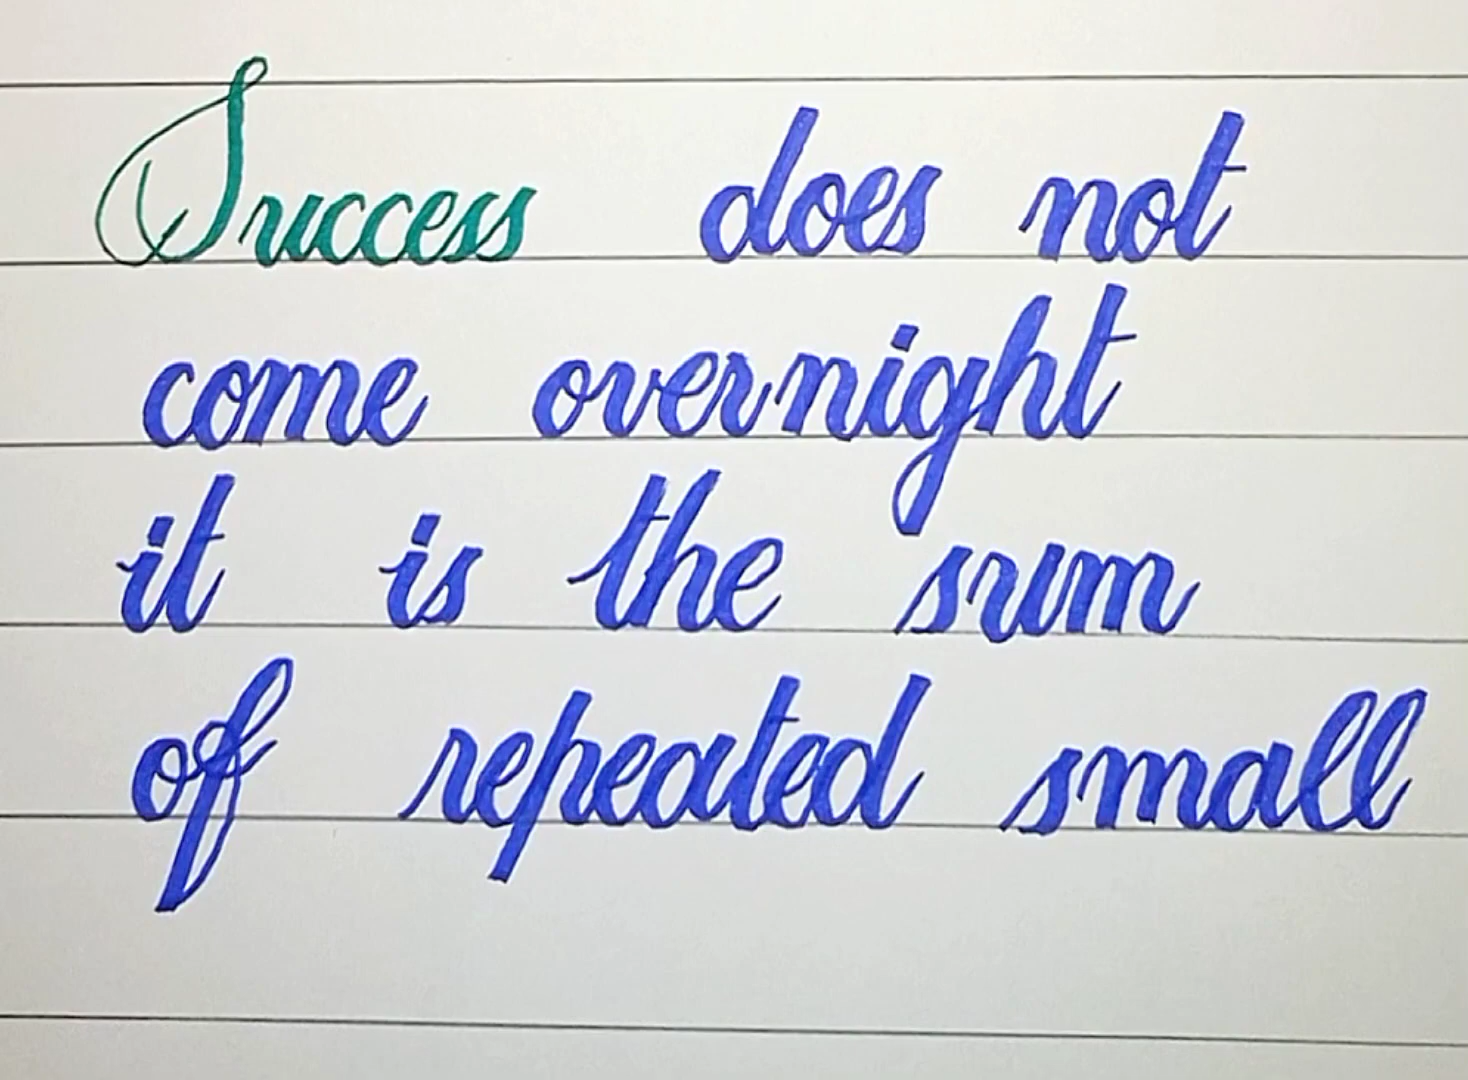 Success does not
come overnight
it is the sum
of repeated small